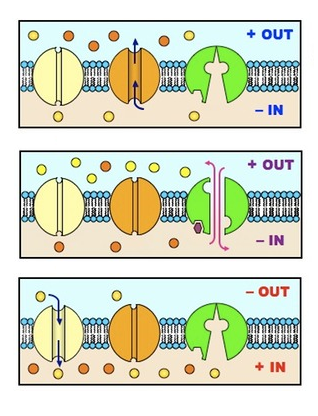 + OUT
– IN
+ OUT
– IN
– OUT
+ IN